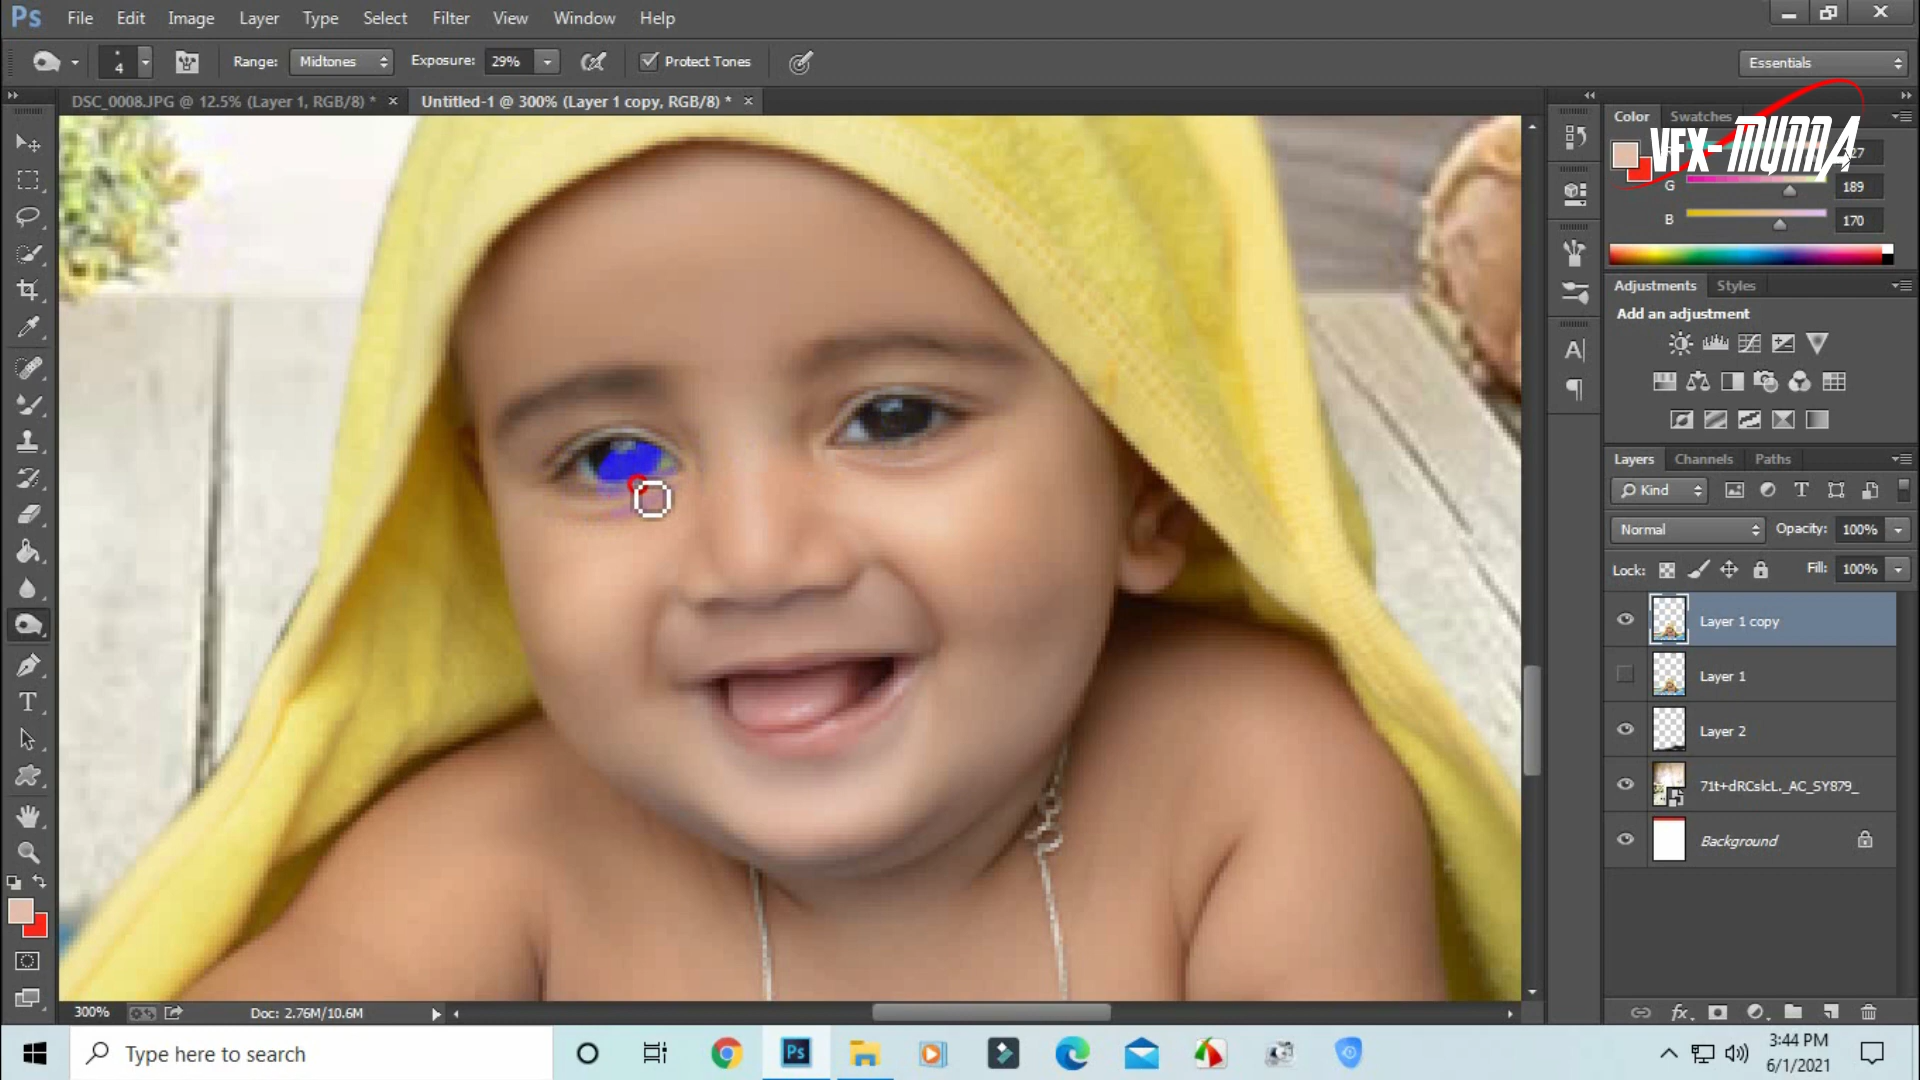 Ps File Edit Image Layer Type Select Filter View Window Help
4 Range: Midtones Exposure: 29% Protect Tones Essentials
DSC_0008.JPG @ 12.5% (Layer 1, RGB/8) * × Untitled-1 @ 300% (Layer 1 copy, RGB/8) * ×
Color Swatches
VFX-MUNNA
G 189
B 170
Adjustments Styles
Add an adjustment
Layers Channels Paths
Kind
Normal Opacity: 100%
Lock: Fill: 100%
Layer 1 copy
Layer 1
Layer 2
71t+dRCslcL._AC_SY879_
Background
300% Doc: 2.76M/10.6M
Type here to search
Ps
3:44 PM
6/1/2021